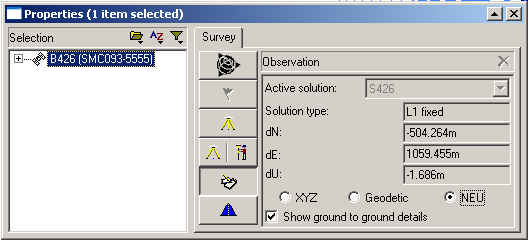 Properties (1 item selected)
Selection
B426 (SMC093-5555)
Survey
Observation
Active solution: S426
Solution type: L1 fixed
dN: -504.264m
dE: 1059.455m
dU: -1.686m
XYZ Geodetic NEU
Show ground to ground details